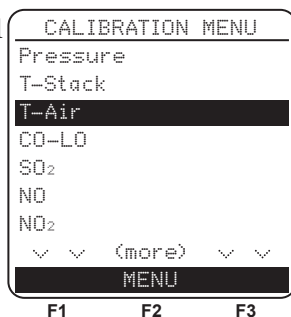 CALIBRATION MENU
Pressure
T-Stack
T-Air
CO-LO
SO₂
NO
NO₂
(more)
MENU
F1 F2 F3